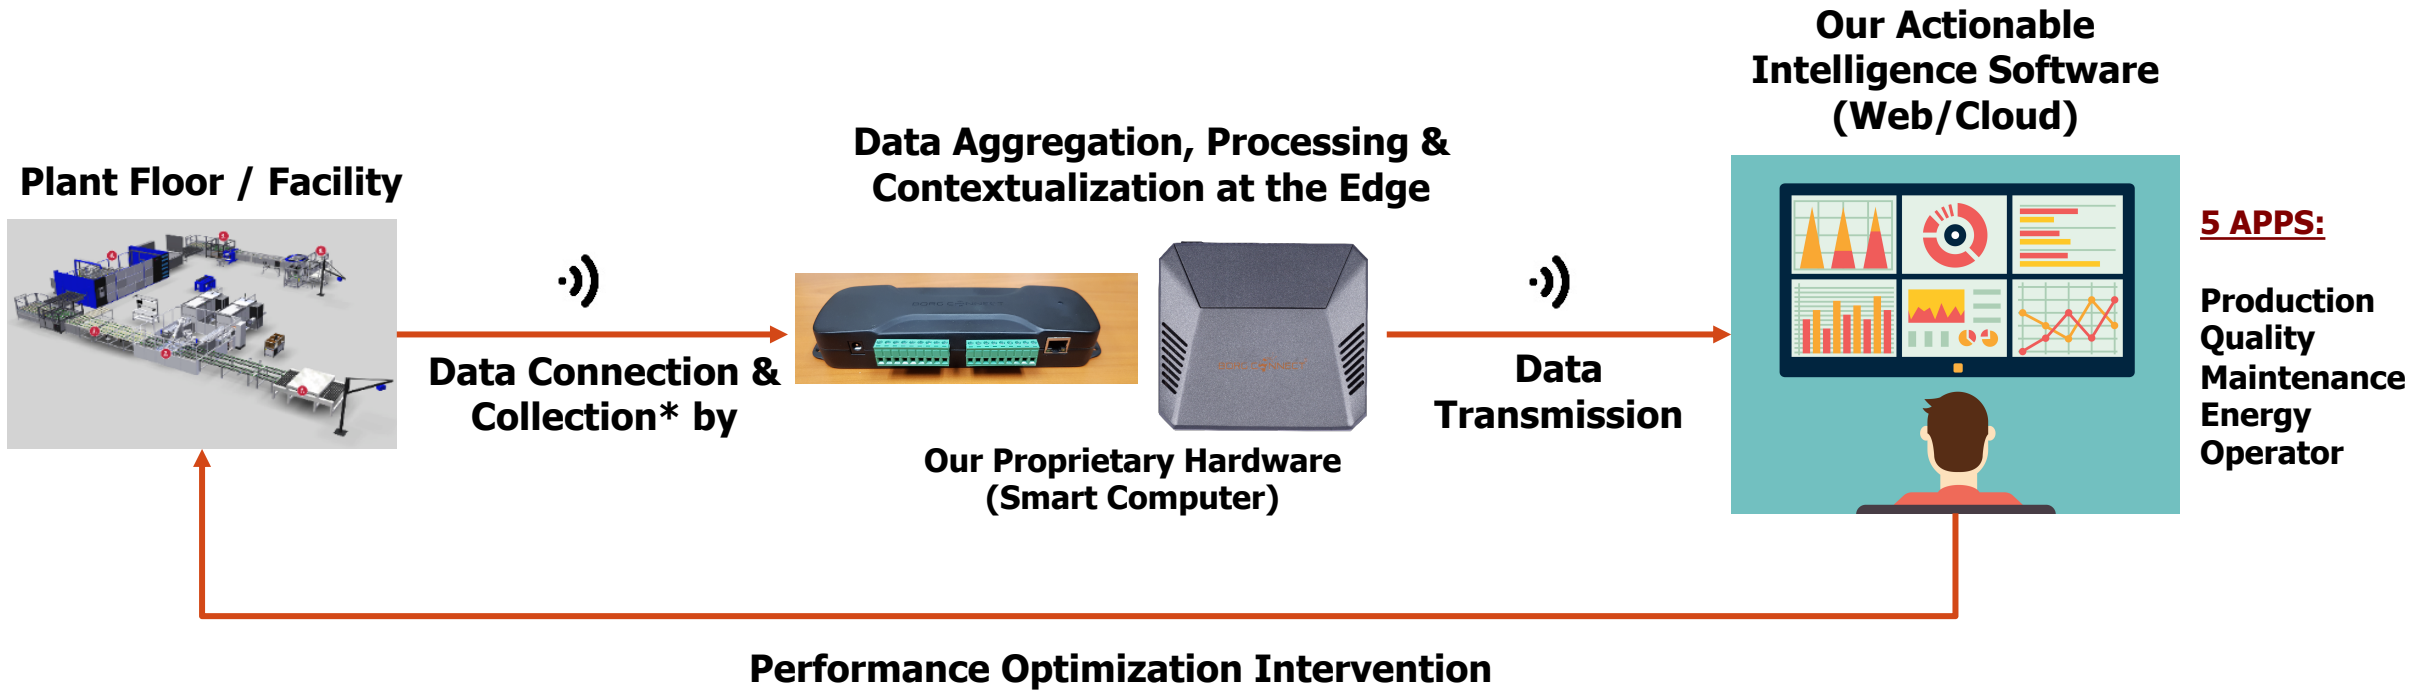 Our Actionable
Intelligence Software
(Web/Cloud)
Data Aggregation, Processing &
Contextualization at the Edge
Plant Floor / Facility
5 APPS:
Production
Quality
Maintenance
Energy
Operator
Data Connection &
Collection* by
Data
Transmission
Our Proprietary Hardware
(Smart Computer)
Performance Optimization Intervention